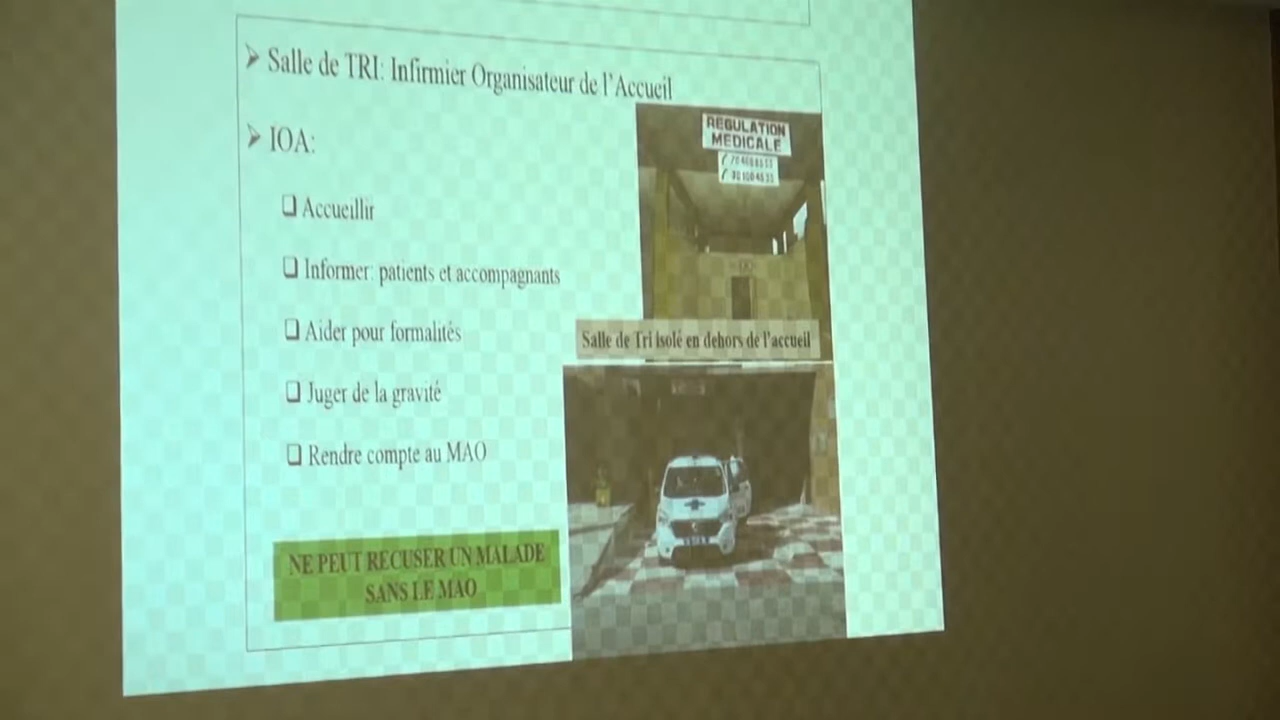 ➢ Salle de TRI: Infirmier Organisateur de l'Accueil
➢ IOA:
❑ Accueillir
❑ Informer: patients et accompagnants
❑ Aider pour formalités
❑ Juger de la gravité
❑ Rendre compte au MAO
NE PEUT RECUSER UN MALADE
SANS LE MAO
REGULATION
MEDICALE
Salle de Tri isolé en dehors de l'accueil